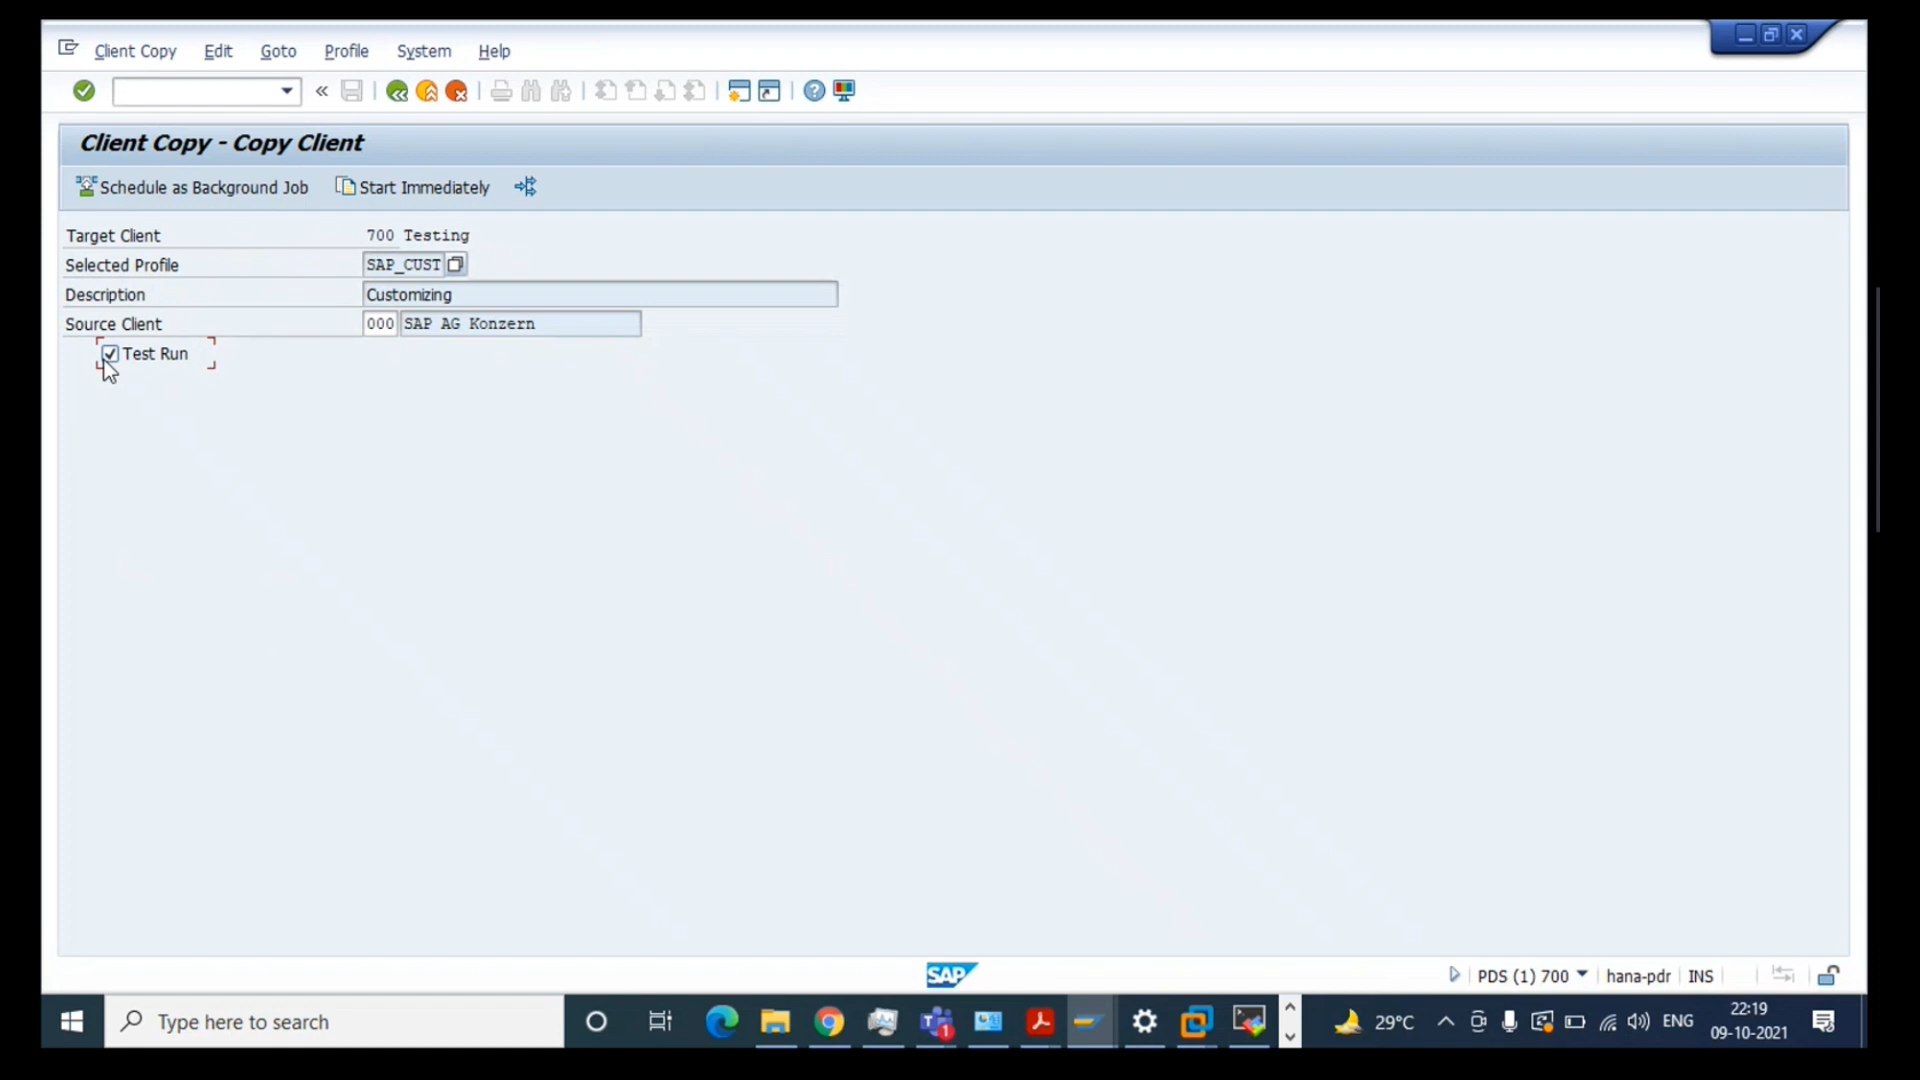 Client Copy Edit Goto Profile System Help
Client Copy - Copy Client
Schedule as Background Job Start Immediately
Target Client 700 Testing
Selected Profile SAP_CUST
Description Customizing
Source Client 000 SAP AG Konzern
Test Run
SAP
PDS (1) 700 hana-pdr INS
Type here to search
1
29°C
ENG
22:19
09-10-2021